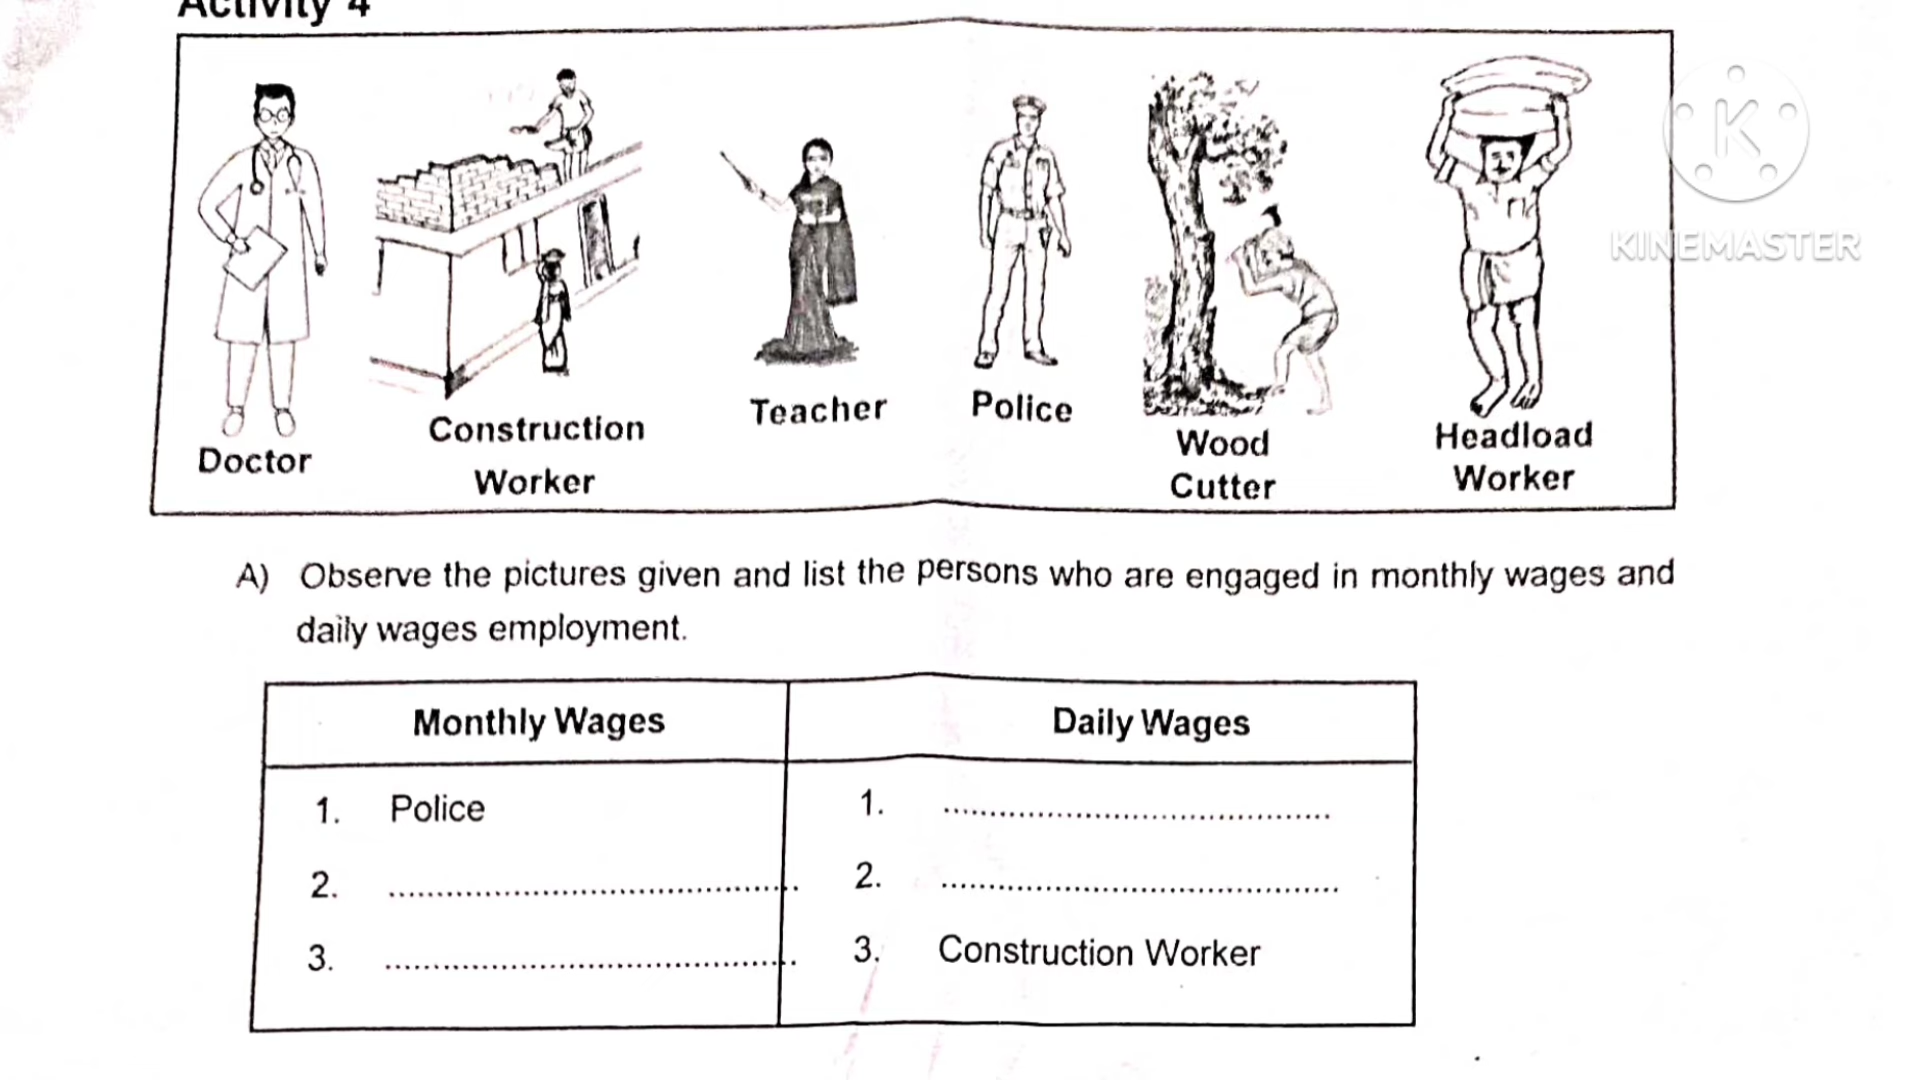 Activity 4
K
KINEMASTER
Doctor
Construction
Worker
Teacher
Police
Wood
Cutter
Headload
Worker
A) Observe the pictures given and list the persons who are engaged in monthly wages and
daily wages employment.
Monthly Wages
Daily Wages
1. Police
1. ..........................................
2. ..........................................
2. ..........................................
3. ..........................................
3. Construction Worker